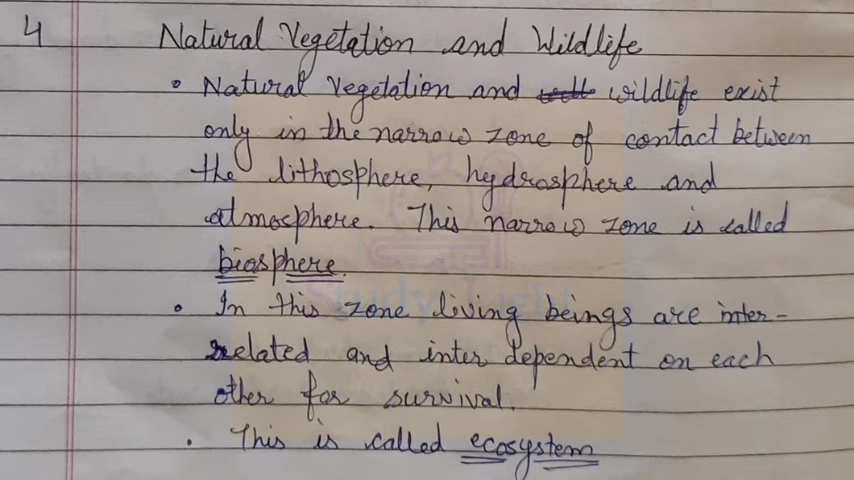 4 Natural Vegetation and Wildlife
• Natural Vegetation and wildlife exist
only in the narrow zone of contact between
the lithosphere, hydrosphere and
atmosphere. This narrow zone is called
biosphere.
Study Light
• In this zone living beings are inter-
related and inter dependent on each
other for survival.
• This is called ecosystem